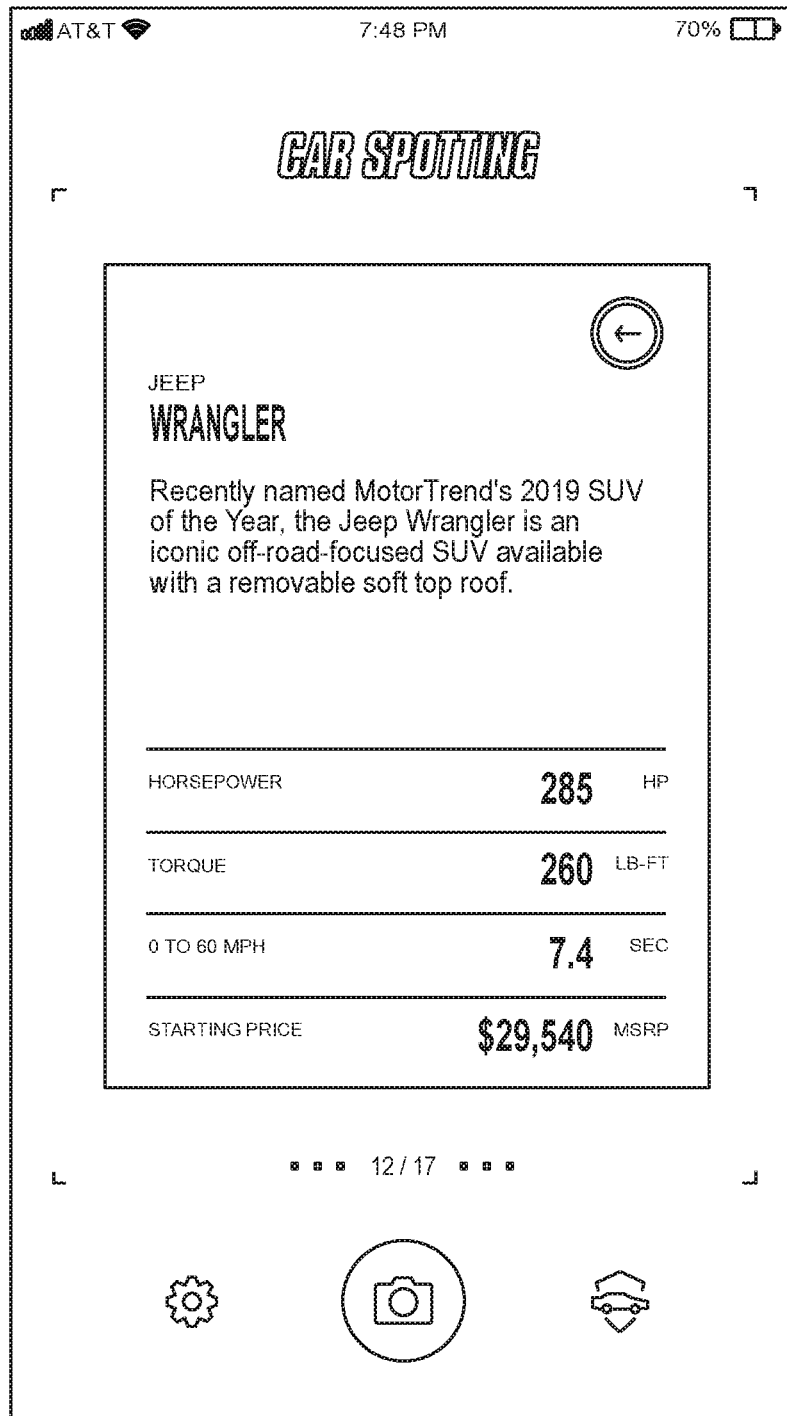 AT&T 7:48 PM 70%
CAR SPOTTING
JEEP
WRANGLER
Recently named MotorTrend's 2019 SUV
of the Year, the Jeep Wrangler is an
iconic off-road-focused SUV available
with a removable soft top roof.
HORSEPOWER 285 HP
TORQUE 260 LB-FT
0 TO 60 MPH 7.4 SEC
STARTING PRICE $29,540 MSRP
12 / 17